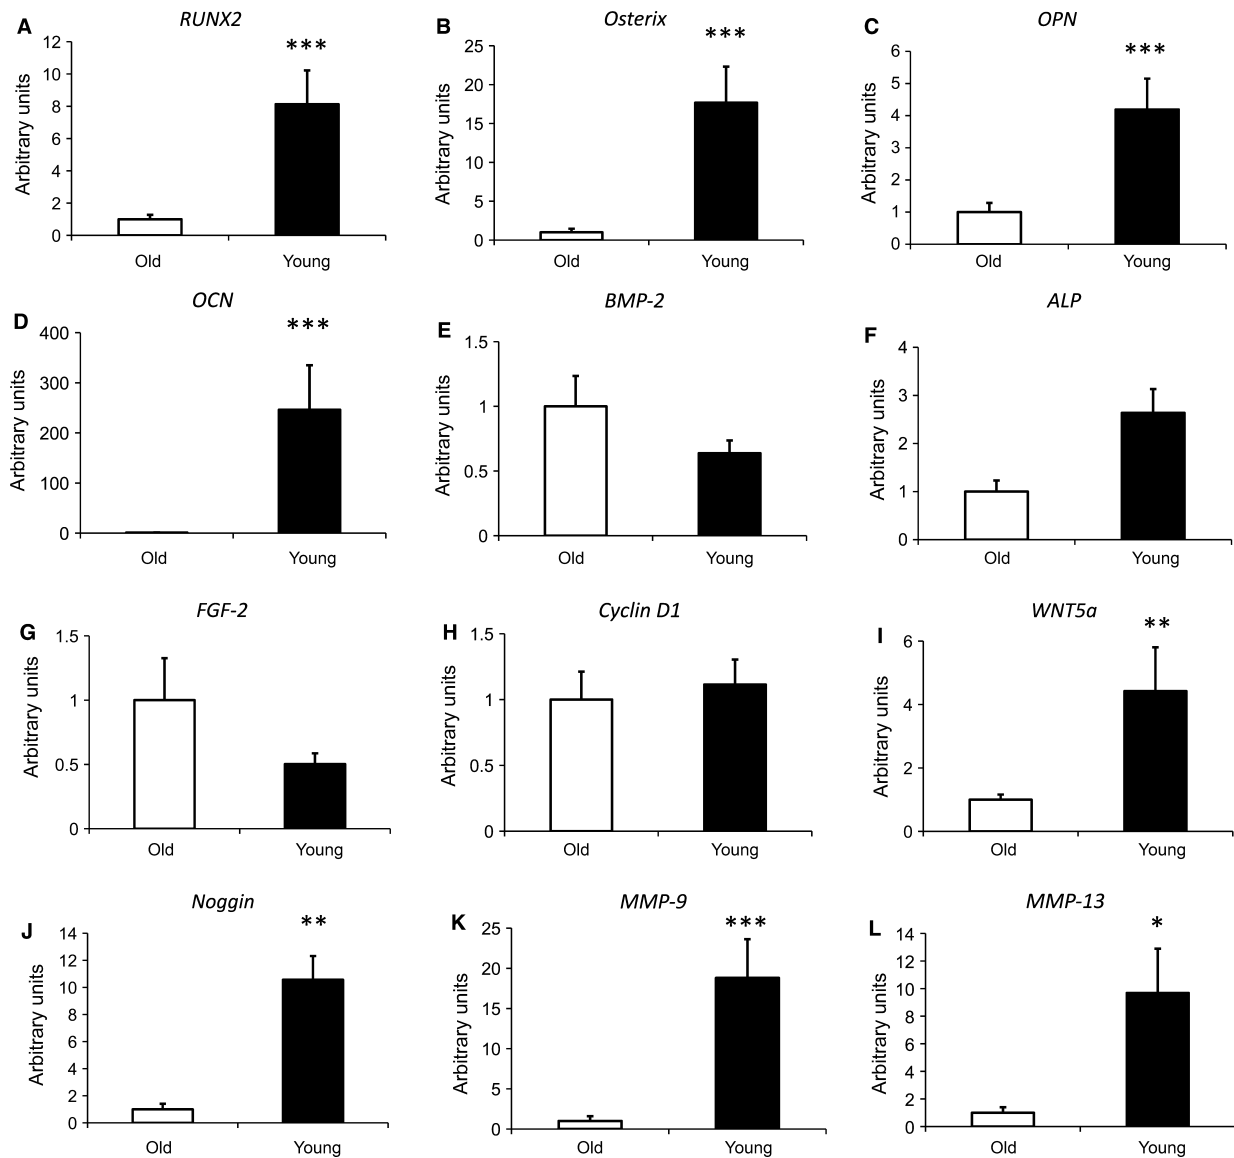 A RUNX2
***
Arbitrary units
12
10
8
6
4
2
0
Old Young
B Osterix
***
Arbitrary units
25
20
15
10
5
0
Old Young
C OPN
***
Arbitrary units
6
5
4
3
2
1
0
Old Young
D OCN
***
Arbitrary units
400
300
200
100
0
Old Young
E BMP-2
Arbitrary units
1.5
1
0.5
0
Old Young
F ALP
Arbitrary units
4
3
2
1
0
Old Young
G FGF-2
Arbitrary units
1.5
1
0.5
0
Old Young
H Cyclin D1
Arbitrary units
1.5
1
0.5
0
Old Young
I WNT5a
**
Arbitrary units
6
4
2
0
Old Young
J Noggin
**
Arbitrary units
14
12
10
8
6
4
2
0
Old Young
K MMP-9
***
Arbitrary units
25
20
15
10
5
0
Old Young
L MMP-13
*
Arbitrary units
14
12
10
8
6
4
2
0
Old Young